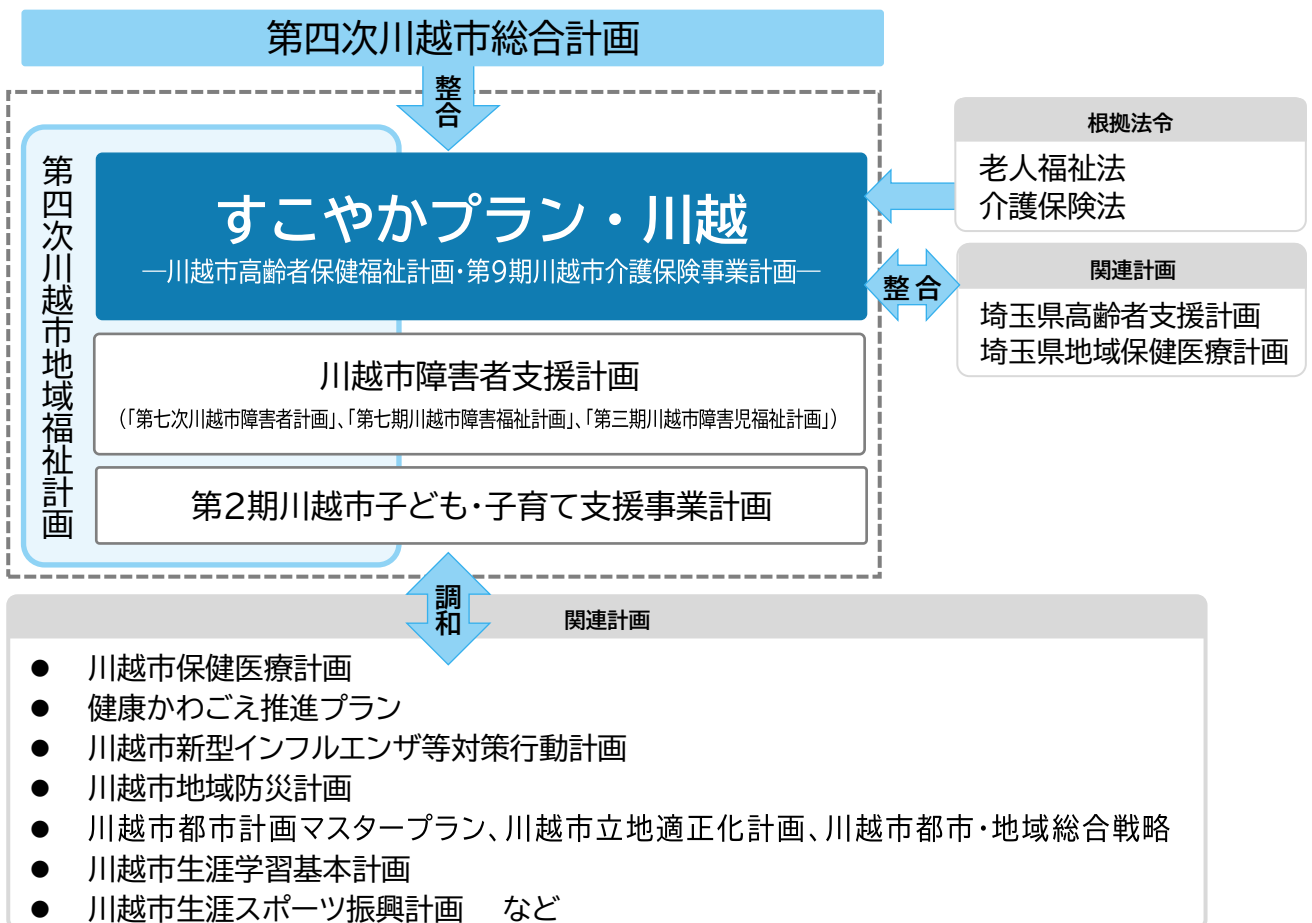 第四次川越市総合計画
整合
第四次川越市地域福祉計画
すこやかプラン・川越
―川越市高齢者保健福祉計画・第9期川越市介護保険事業計画―
川越市障害者支援計画
（「第七次川越市障害者計画」、「第七期川越市障害福祉計画」、「第三期川越市障害児福祉計画」）
第2期川越市子ども・子育て支援事業計画
根拠法令
老人福祉法
介護保険法
整合
関連計画
埼玉県高齢者支援計画
埼玉県地域保健医療計画
調和
関連計画
● 川越市保健医療計画
● 健康かわごえ推進プラン
● 川越市新型インフルエンザ等対策行動計画
● 川越市地域防災計画
● 川越市都市計画マスタープラン、川越市立地適正化計画、川越市都市・地域総合戦略
● 川越市生涯学習基本計画
● 川越市生涯スポーツ振興計画　など